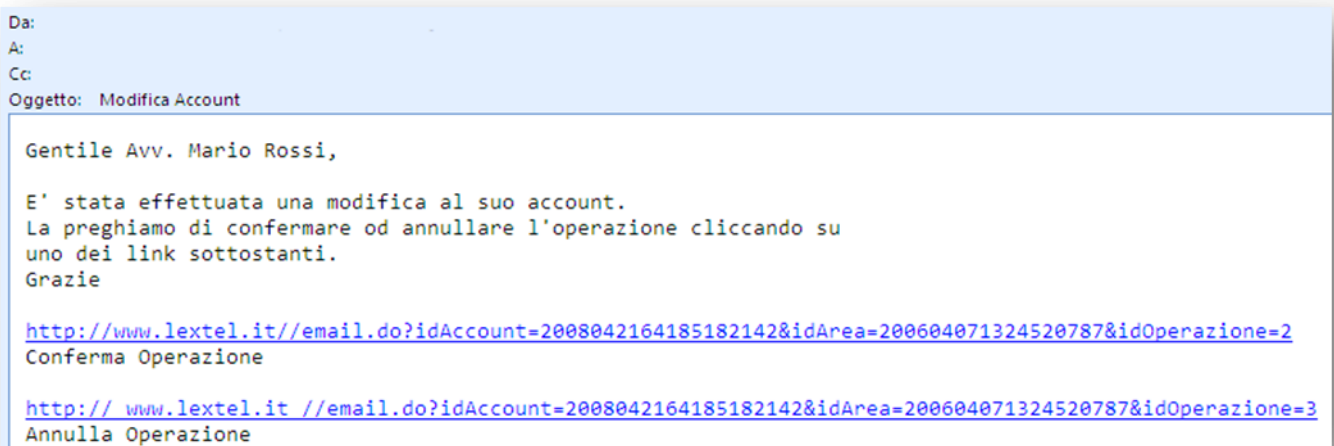 Da:
A:
Cc:
Oggetto: Modifica Account
Gentile Avv. Mario Rossi,
E' stata effettuata una modifica al suo account.
La preghiamo di confermare od annullare l'operazione cliccando su
uno dei link sottostanti.
Grazie
http://www.lextel.it//email.do?idAccount=2008042164185182142&idArea=200604071324520787&idOperazione=2
Conferma Operazione
http:// www.lextel.it //email.do?idAccount=2008042164185182142&idArea=200604071324520787&idOperazione=3
Annulla Operazione